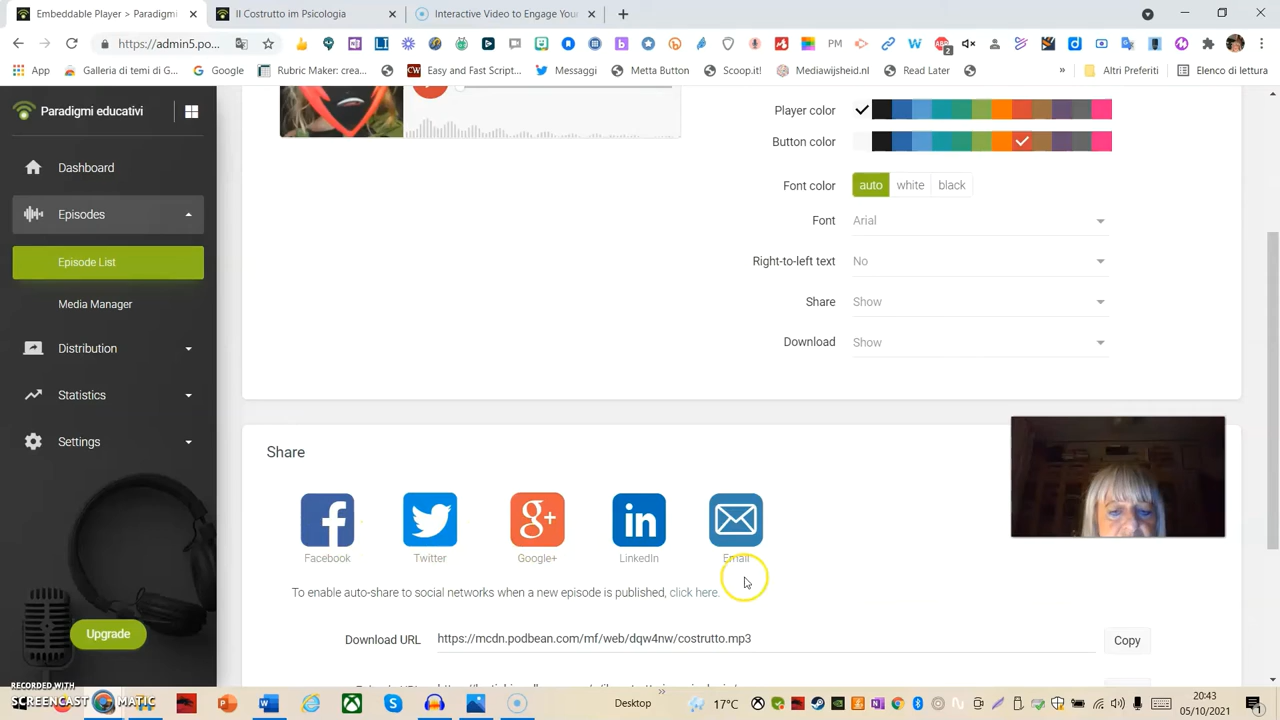 Embeddable Player > Paradigmi
Il Costrutto im Psicologia
Interactive Video to Engage Your
https://admin5.po...
PM
2
App
Galleria di temi di G...
Google
Rubric Maker: crea...
Easy and Fast Scrip...
Messaggi
Metta Button
Scoop.it!
Mediawijsheid.nl
Read Later
»
Altri Preferiti
Elenco di lettura
Paradigmi educativi
Dashboard
Episodes
Episode List
Media Manager
Distribution
Statistics
Settings
Upgrade
Player color
Button color
Font color
auto
white
black
Font
Arial
Right-to-left text
No
Share
Show
Download
Show
Share
Facebook
Twitter
Google+
LinkedIn
Email
To enable auto-share to social networks when a new episode is published, click here.
Download URL
https://mcdn.podbean.com/mf/web/dqw4nw/costrutto.mp3
Copy
RECORDED WITH
SCREENCAST MATIC
Desktop
17°C
20:43
05/10/2021